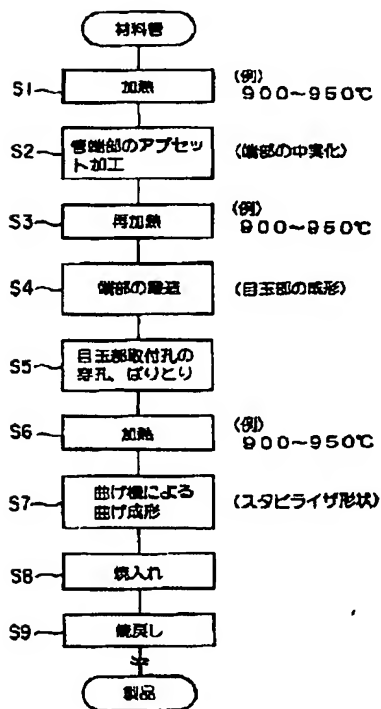 材料管
S1
加熱
(例)
900~950℃
S2
管端部のアプセッ
ト加工
(端部の中実化)
S3
再加熱
(例)
900~950℃
S4
端部の鍛造
(目玉部の成形)
S5
目玉部取付孔の
穿孔、ばりとり
S6
加熱
(例)
900~950℃
S7
曲げ機による
曲げ成形
(スタビライザ形状)
S8
焼入れ
S9
焼戻し
製品